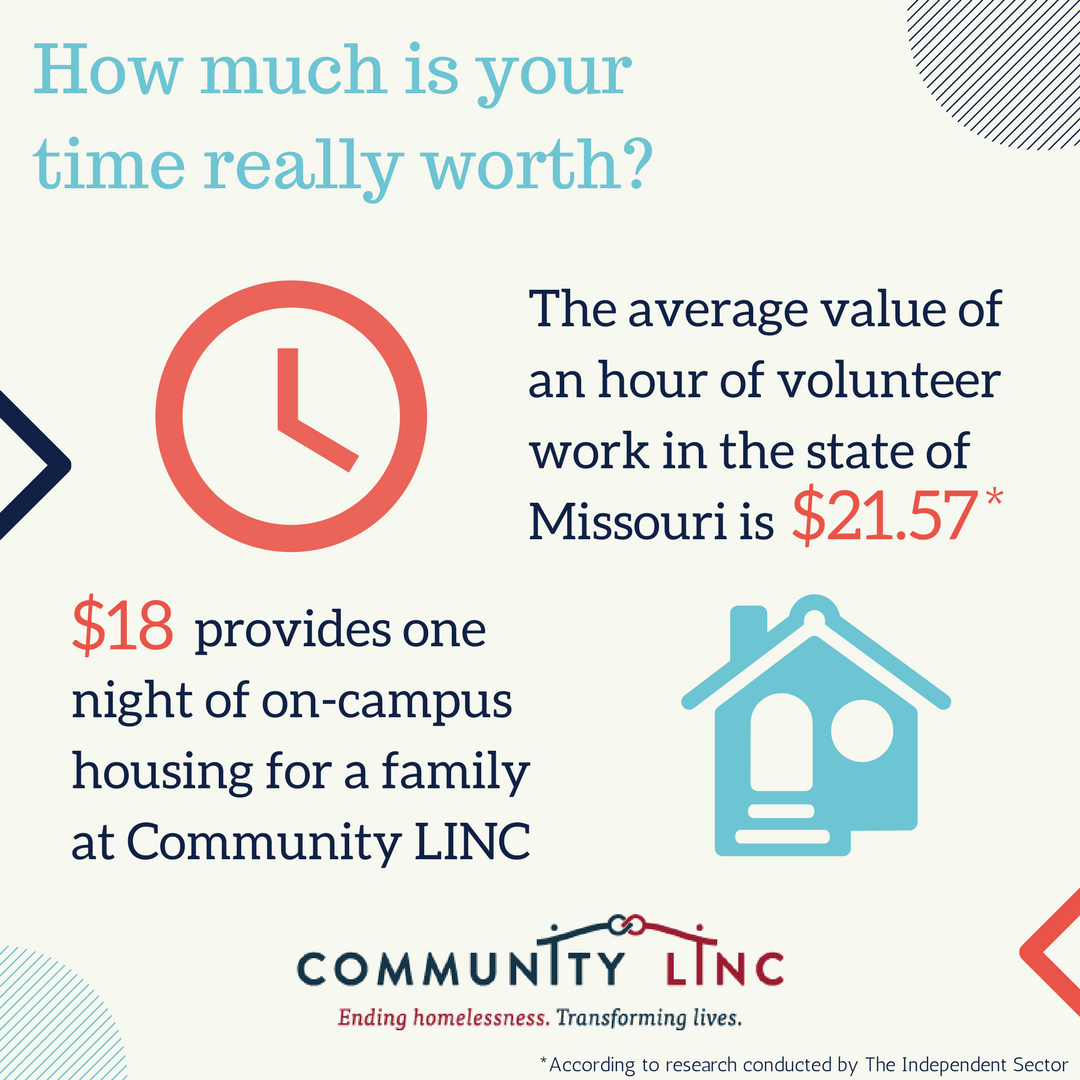 How much is your
time really worth?
The average value of
an hour of volunteer
work in the state of
Missouri is $21.57*
$18 provides one
night of on-campus
housing for a family
at Community LINC
COMMUNITY LINC
Ending homelessness. Transforming lives.
*According to research conducted by The Independent Sector